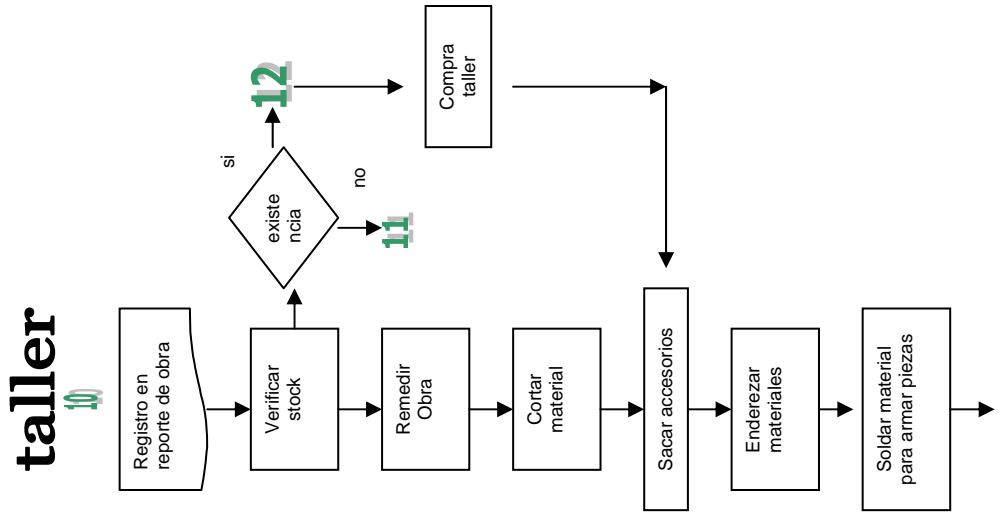 taller
10
Registro en
reporte de obra
Verificar
stock
existe
ncia
si
no
12
11
Compra
taller
Remedir
Obra
Cortar
material
Sacar accesorios
Enderezar
materiales
Soldar material
para armar piezas